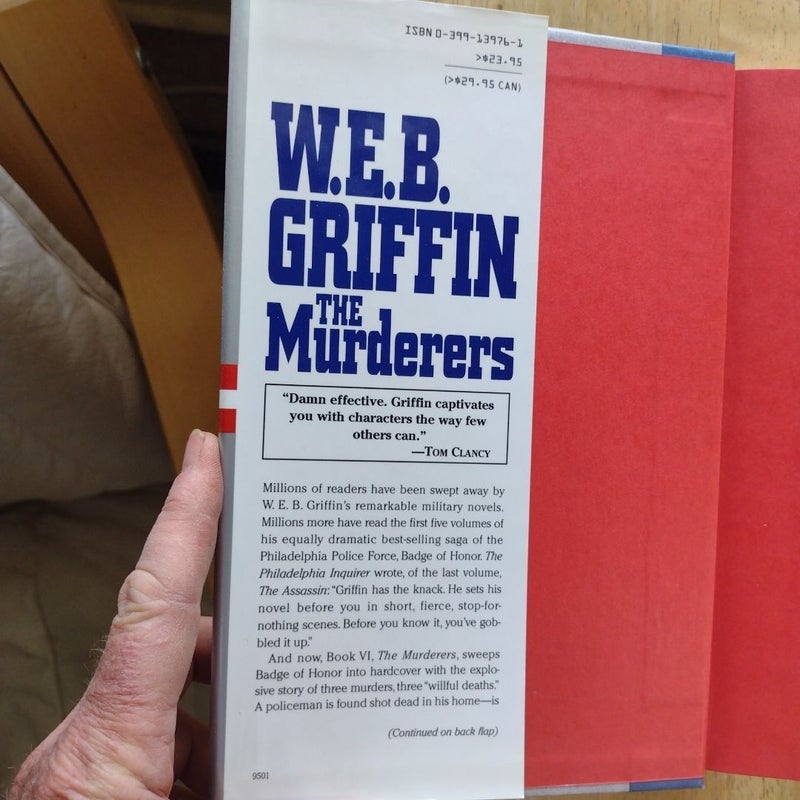 ISBN 0-399-13976-1
>$23.95
(>$29.95 CAN)
W.E.B.
GRIFFIN
THE
Murderers
“Damn effective. Griffin captivates
you with characters the way few
others can.”
—TOM CLANCY
Millions of readers have been swept away by
W. E. B. Griffin’s remarkable military novels.
Millions more have read the first five volumes of
his equally dramatic best-selling saga of the
Philadelphia Police Force, Badge of Honor. The
Philadelphia Inquirer wrote, of the last volume,
The Assassin: “Griffin has the knack. He sets his
novel before you in short, fierce, stop-for-
nothing scenes. Before you know it, you’ve gob-
bled it up.”
And now, Book VI, The Murderers, sweeps
Badge of Honor into hardcover with the explo-
sive story of three murders, three “willful deaths.”
A policeman is found shot dead in his home—is
(Continued on back flap)
9501